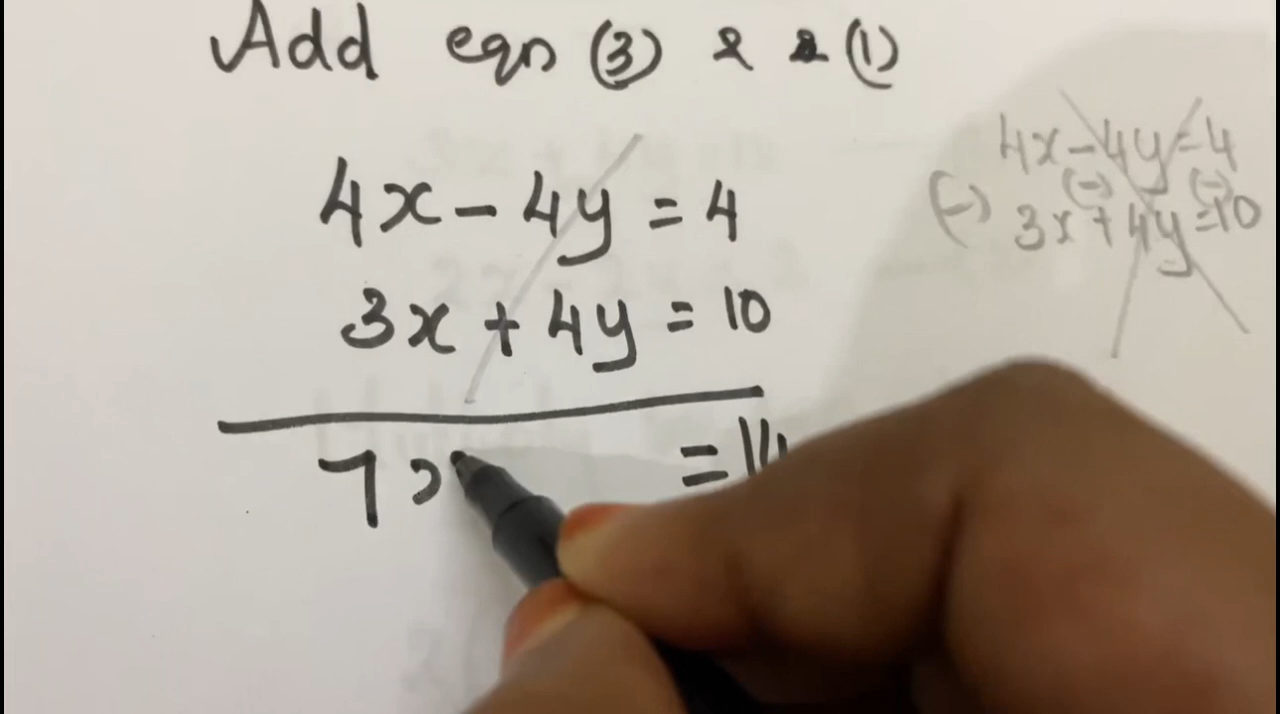 Add eqn (3) & & (1)
4x - 4y = 4
3x + 4y = 10
7x = 14
4x - 4y = 4
(-) 3x + 4y = 10
(-) (-)